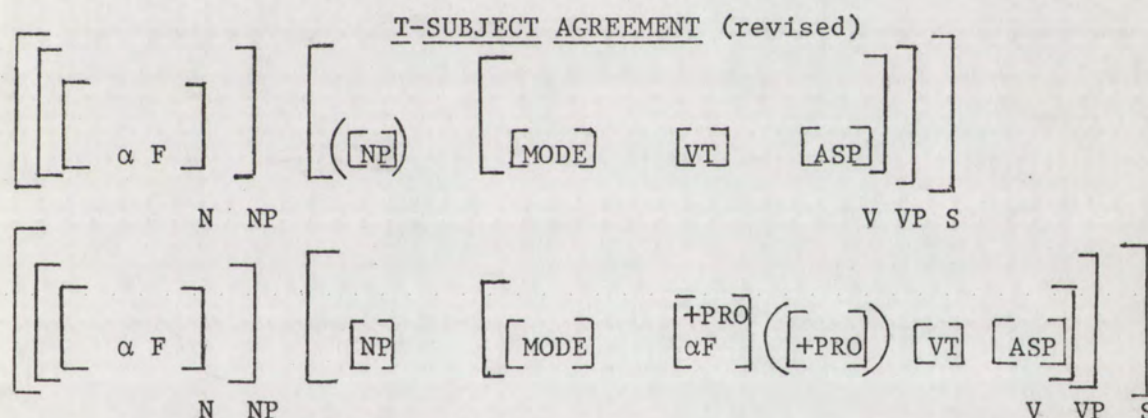 T-SUBJECT AGREEMENT (revised)
[[[ α F ] ] [ ([NP]) [ [MODE] [VT] [ASP] ] ] ]
N NP V VP S
+PRO
[[[ α F ] ] [ [NP] [ [MODE] [αF] ([+PRO]) [VT] [ASP] ] ] ]
N NP V VP S